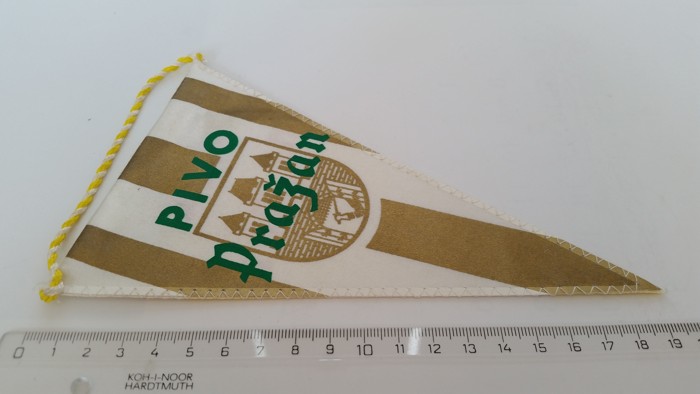 PIVO
Pražan
0 1 2 3 4 5 6 7 8 9 10 11 12 13 14 15 16 17 18 19
KOH-I-NOOR
HARDTMUTH